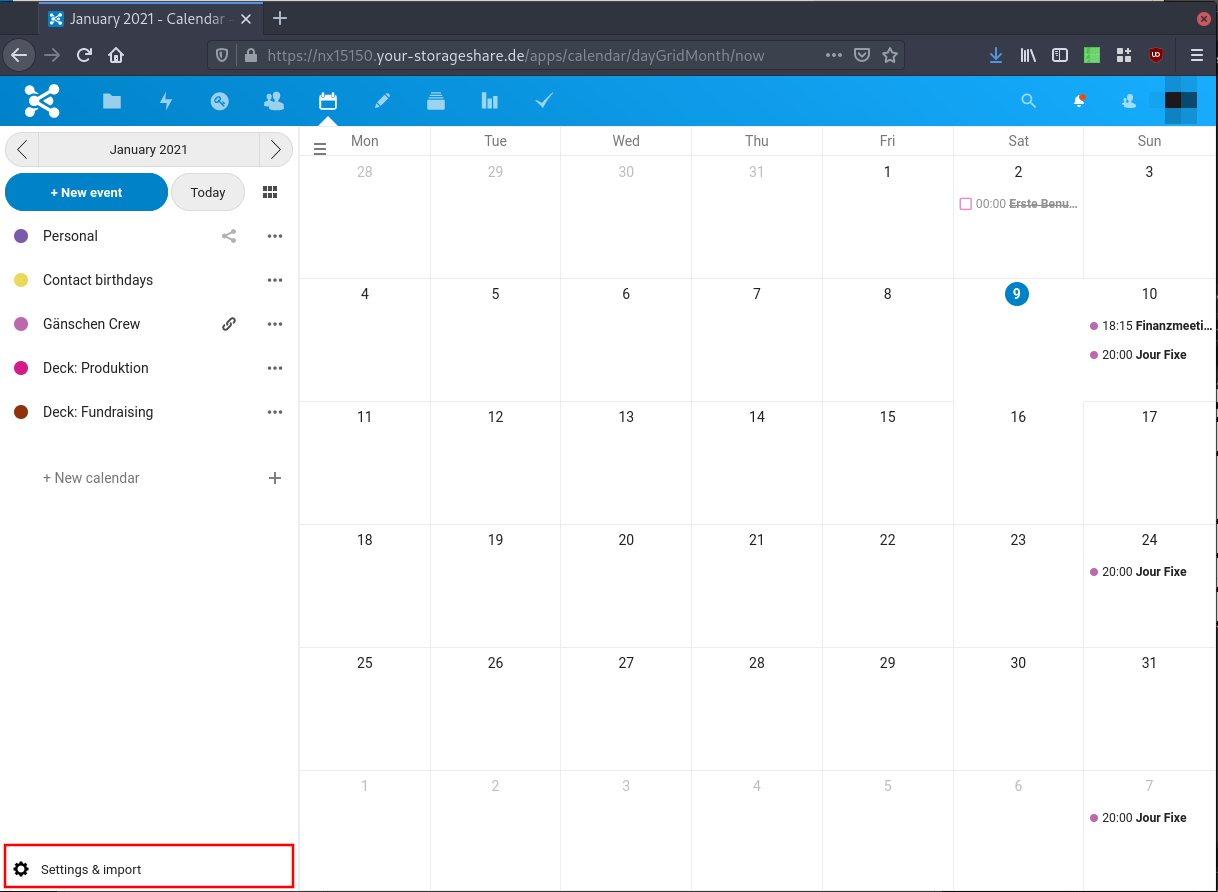 January 2021 - Calendar -
https://nx15150.your-storageshare.de/apps/calendar/dayGridMonth/now
January 2021
+ New event
Today
Personal
Contact birthdays
Gänschen Crew
Deck: Produktion
Deck: Fundraising
+ New calendar
Settings & import
Mon Tue Wed Thu Fri Sat Sun
28 29 30 31 1 2 3
00:00 Erste Benu...
4 5 6 7 8 9 10
18:15 Finanzmeeti...
20:00 Jour Fixe
11 12 13 14 15 16 17
18 19 20 21 22 23 24
20:00 Jour Fixe
25 26 27 28 29 30 31
1 2 3 4 5 6 7
20:00 Jour Fixe